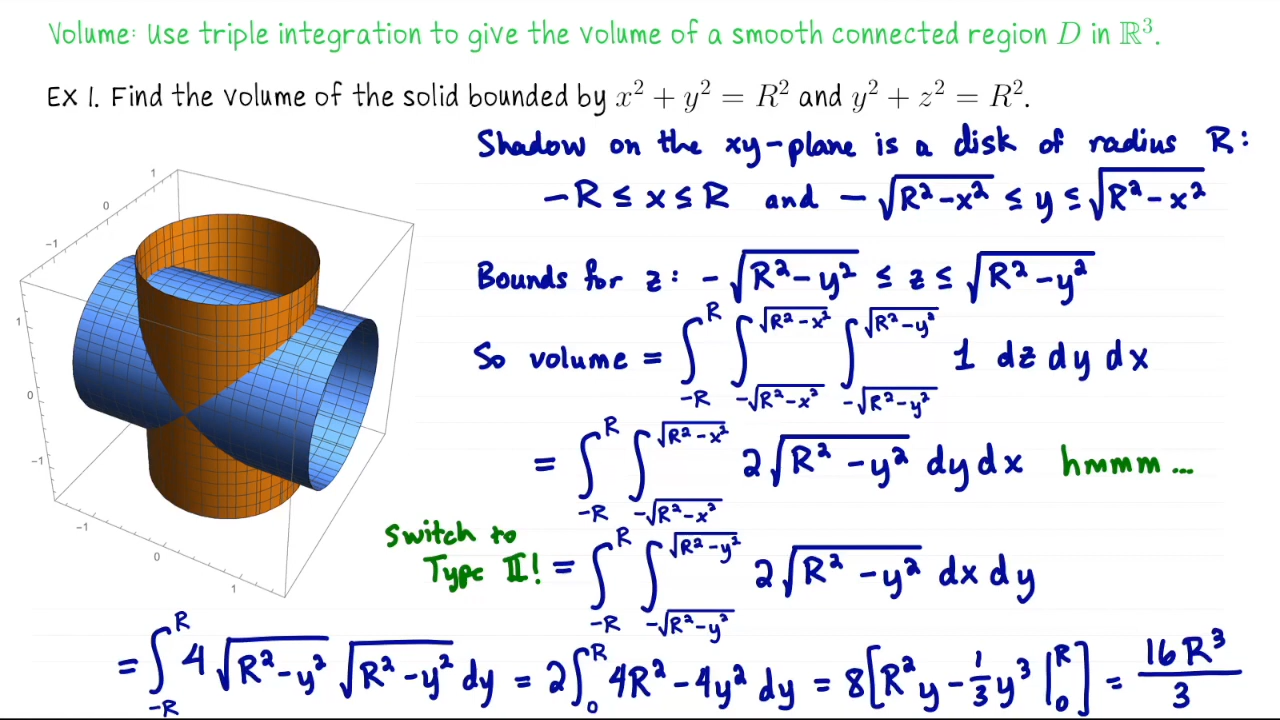 Volume: Use triple integration to give the volume of a smooth connected region D in ℝ³.
Ex 1. Find the volume of the solid bounded by x² + y² = R² and y² + z² = R².
Shadow on the xy-plane is a disk of radius R:
-R ≤ x ≤ R and -√(R²-x²) ≤ y ≤ √(R²-x²)
Bounds for z: -√(R²-y²) ≤ z ≤ √(R²-y²)
So volume = ∫_{-R}^{R} ∫_{-√(R²-x²)}^{√(R²-x²)} ∫_{-√(R²-y²)}^{√(R²-y²)} 1 dz dy dx
= ∫_{-R}^{R} ∫_{-√(R²-x²)}^{√(R²-x²)} 2√(R²-y²) dy dx hmmm...
Switch to
Type II! = ∫_{-R}^{R} ∫_{-√(R²-y²)}^{√(R²-y²)} 2√(R²-y²) dx dy
= ∫_{-R}^{R} 4√(R²-y²) √(R²-y²) dy = 2∫_{0}^{R} 4R²-4y² dy = 8[R²y - 1/3 y³ |_{0}^{R}] = 16R³/3
1
0
-1
1
0
-1
-1
0
1